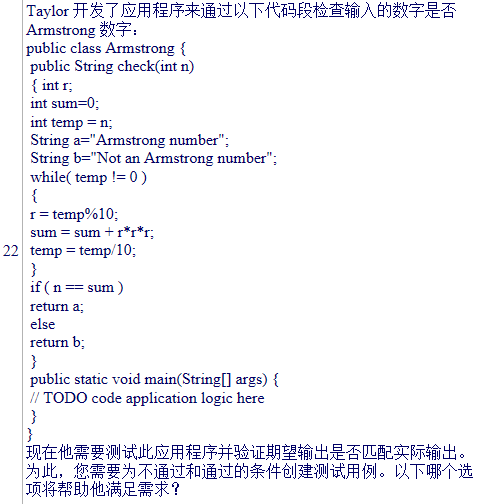 Taylor 开发了应用程序来通过以下代码段检查输入的数字是否
Armstrong 数字：
public class Armstrong {
public String check(int n)
{ int r;
int sum=0;
int temp = n;
String a="Armstrong number";
String b="Not an Armstrong number";
while( temp != 0 )
{
r = temp%10;
sum = sum + r*r*r;
22 temp = temp/10;
}
if ( n == sum )
return a;
else
return b;
}
public static void main(String[] args) {
// TODO code application logic here
}
}
现在他需要测试此应用程序并验证期望输出是否匹配实际输出。
为此，您需要为不通过和通过的条件创建测试用例。以下哪个选
项将帮助他满足需求？